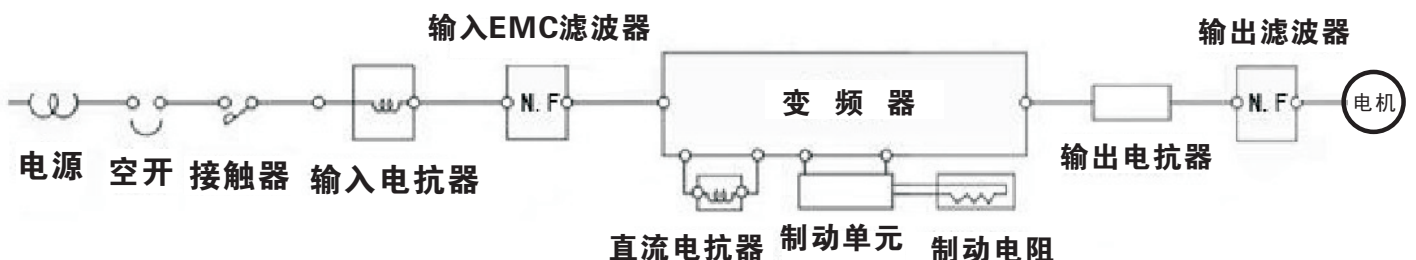 输入EMC滤波器
输出滤波器
N.F
变频器
N.F
电机
电源
空开
接触器
输入电抗器
输出电抗器
直流电抗器
制动单元
制动电阻